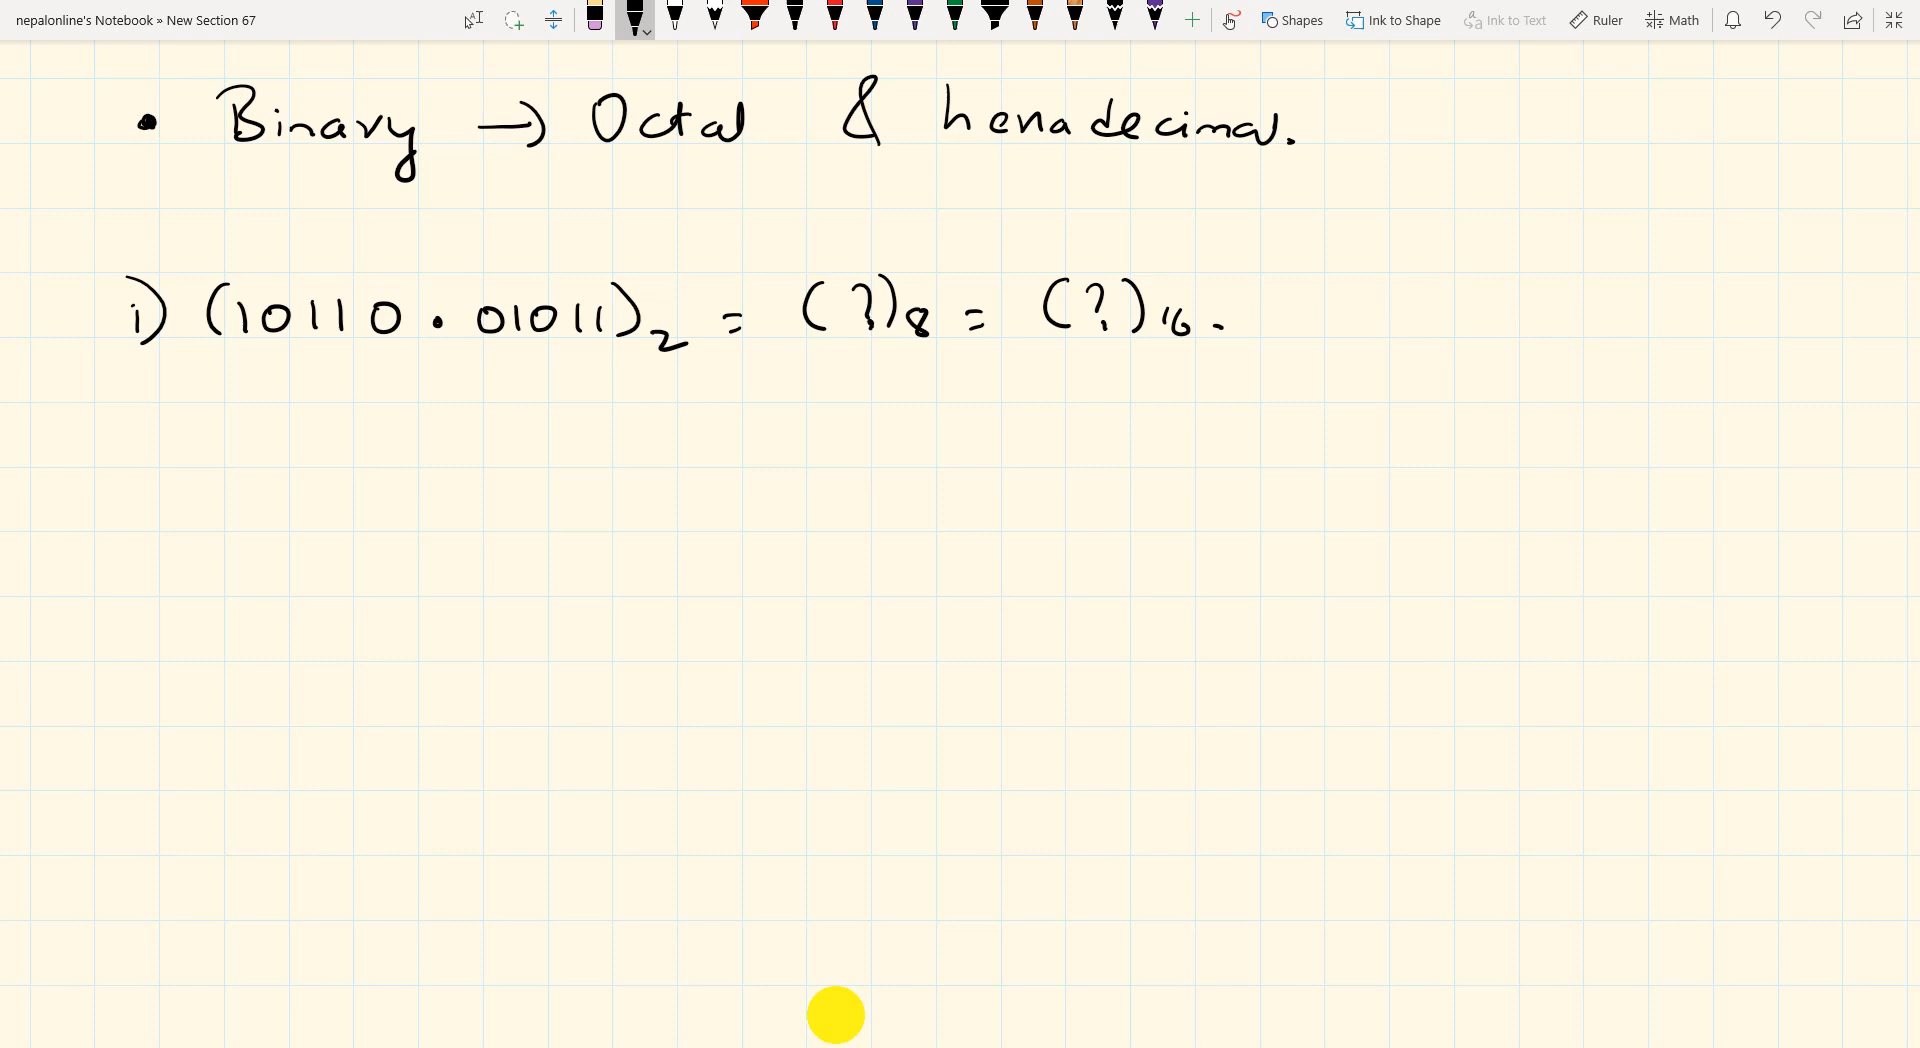 nepalonline's Notebook » New Section 67
Shapes Ink to Shape Ink to Text Ruler Math
• Binary → Octal & henadecimal.
i) (10110.01011)2 = (?)8 = (?)16.